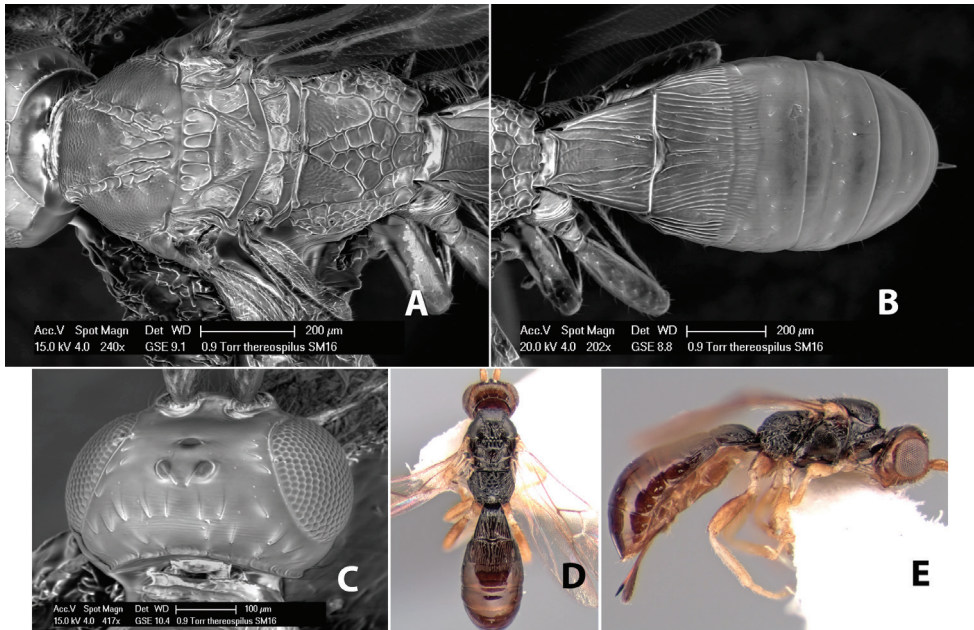 A
Acc.V Spot Magn Det WD 200 µm
15.0 kV 4.0 240x GSE 9.1 0.9 Torr thereospilus SM16
B
Acc.V Spot Magn Det WD 200 µm
20.0 kV 4.0 202x GSE 8.8 0.9 Torr thereospilus SM16
C
Acc.V Spot Magn Det WD 100 µm
15.0 kV 4.0 417x GSE 10.4 0.9 Torr thereospilus SM16
D
E